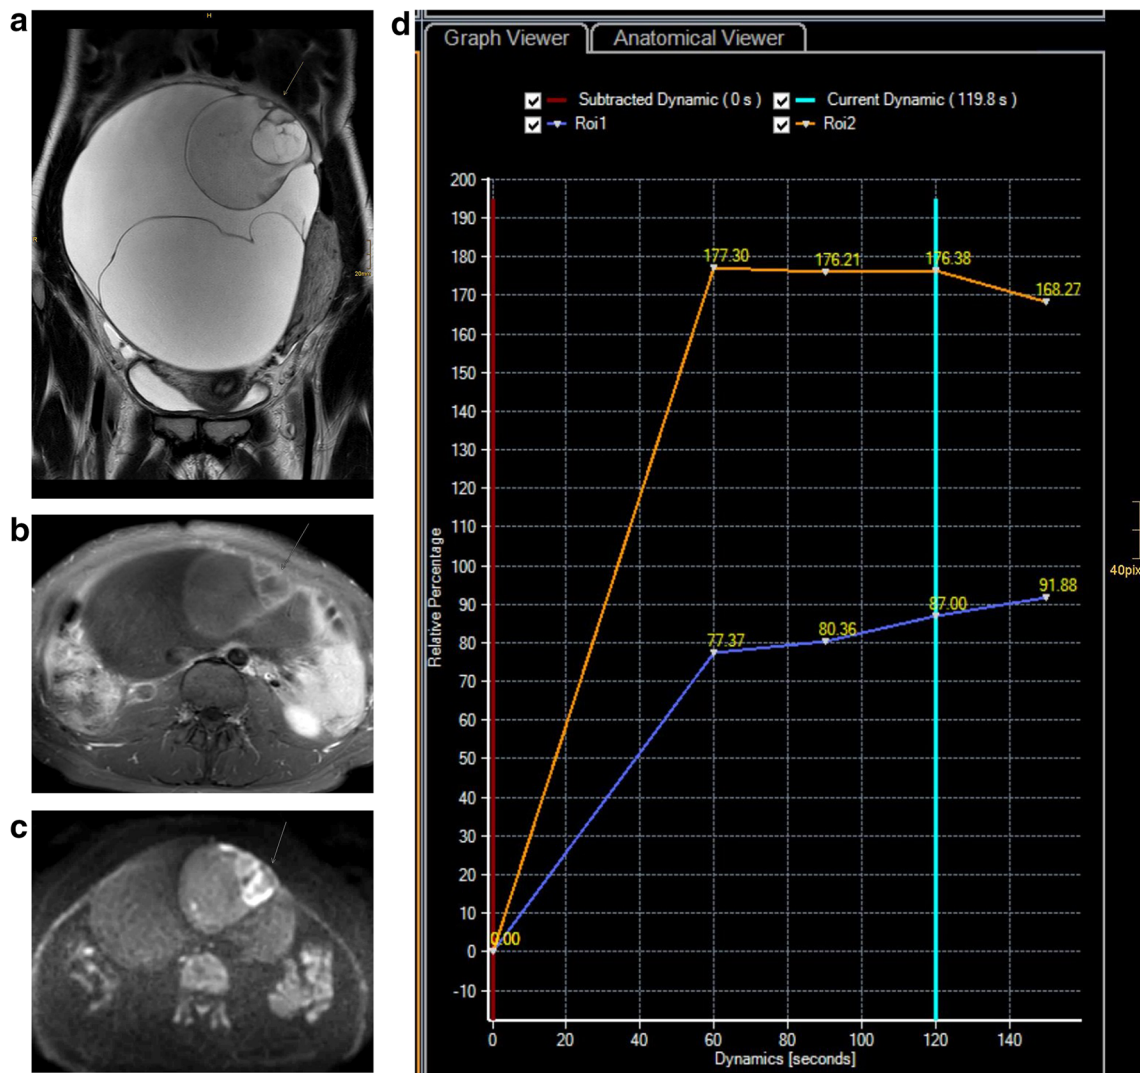 a
H
R
20mm
b
c
d
Graph Viewer
Anatomical Viewer
Subtracted Dynamic ( 0 s )
Current Dynamic ( 119.8 s )
Roi1
Roi2
Relative Percentage
200
190
180
170
160
150
140
130
120
110
100
90
80
70
60
50
40
30
20
10
0
-10
177.30
176.21
176.38
168.27
77.37
80.36
87.00
91.88
0.00
0 20 40 60 80 100 120 140
Dynamics [seconds]
40pix